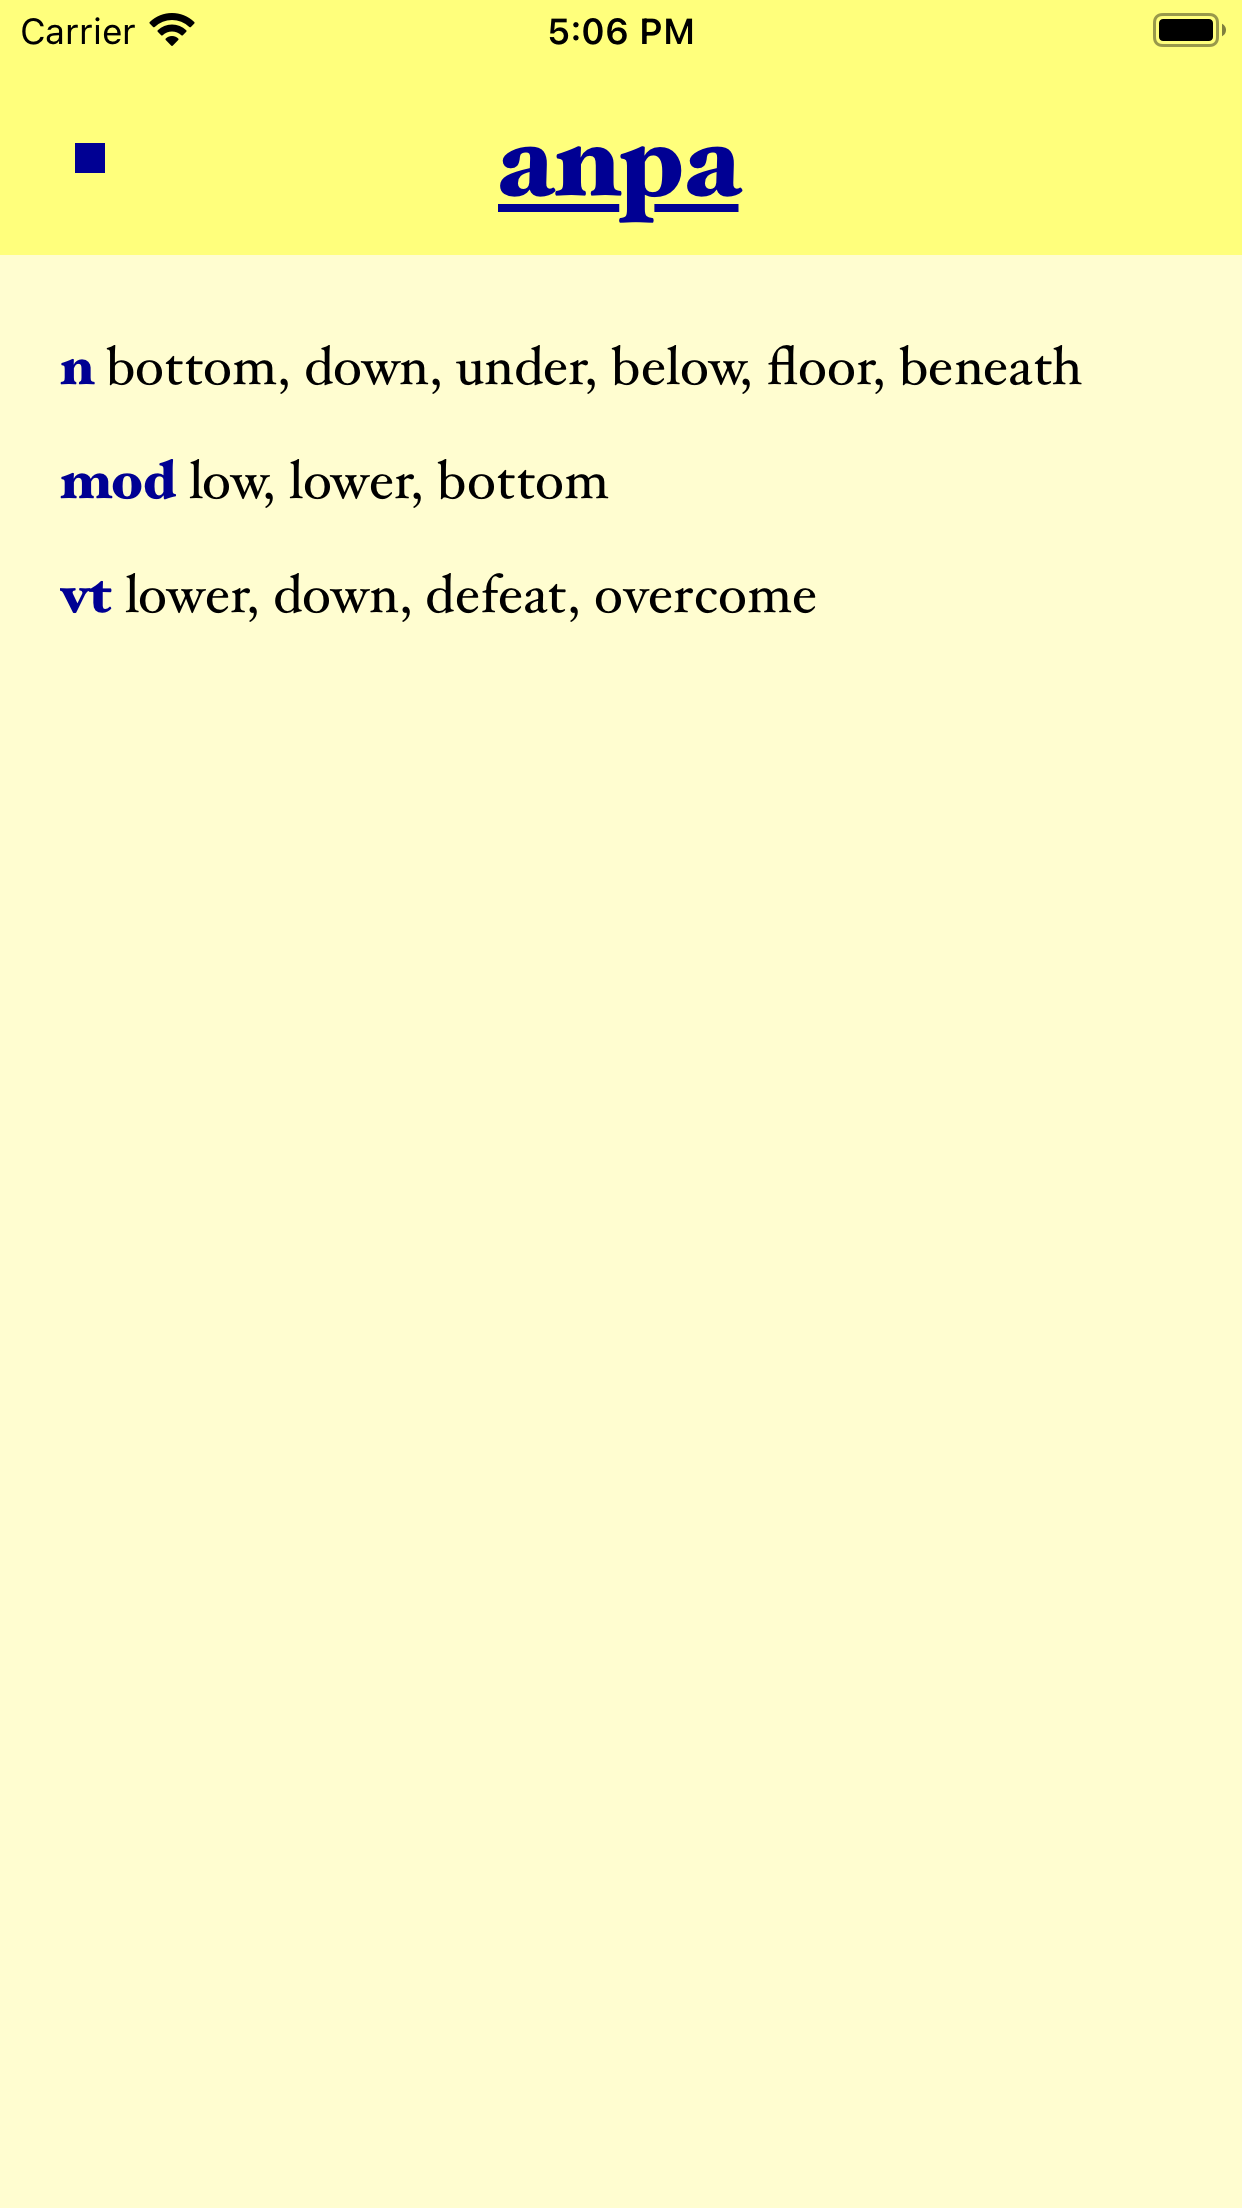 Carrier 5:06 PM
anpa
n bottom, down, under, below, floor, beneath
mod low, lower, bottom
vt lower, down, defeat, overcome